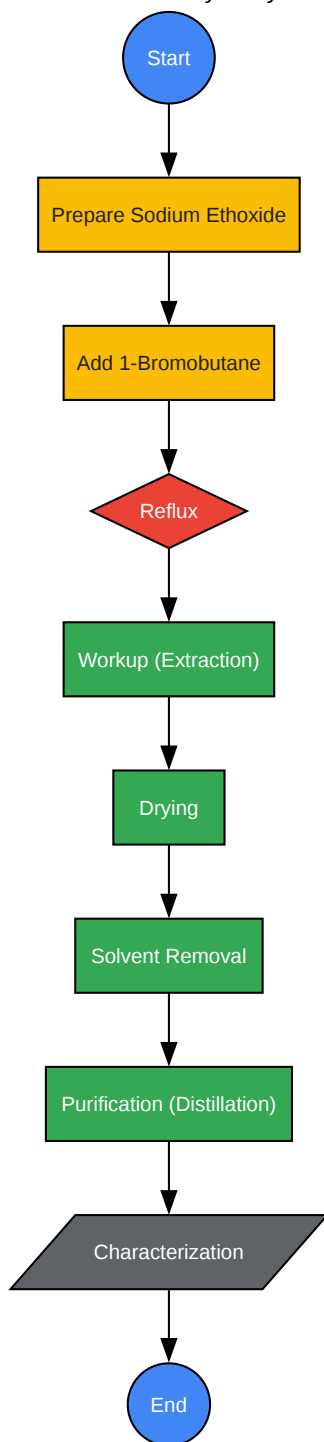 Start
Prepare Sodium Ethoxide
Add 1-Bromobutane
Reflux
Workup (Extraction)
Drying
Solvent Removal
Purification (Distillation)
Characterization
End